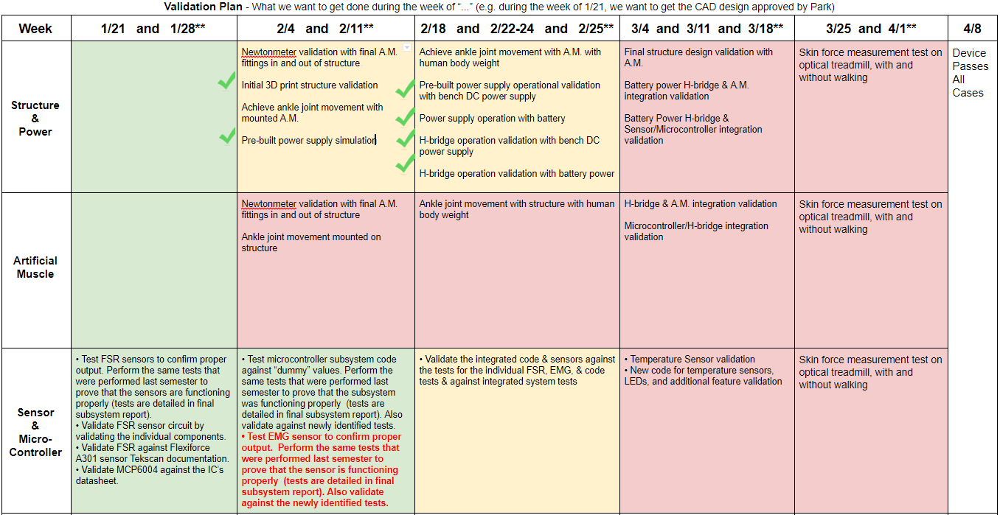 Validation Plan - What we want to get done during the week of “...” (e.g. during the week of 1/21, we want to get the CAD design approved by Park)
Week
1/21 and 1/28**
2/4 and 2/11**
2/18 and 2/22-24 and 2/25**
3/4 and 3/11 and 3/18**
3/25 and 4/1**
4/8
Structure
&
Power
Newtonmeter validation with final A.M.
fittings in and out of structure
Initial 3D print structure validation
Achieve ankle joint movement with
mounted A.M.
Pre-built power supply simulation
Achieve ankle joint movement with A.M. with
human body weight
Pre-built power supply operational validation
with bench DC power supply
Power supply operation with battery
H-bridge operation validation with bench DC
power supply
H-bridge operation validation with battery power
Final structure design validation with
A.M.
Battery power H-bridge & A.M.
integration validation
Battery Power H-bridge &
Sensor/Microcontroller integration
validation
Skin force measurement test on
optical treadmill, with and
without walking
Device
Passes
All
Cases
Artificial
Muscle
Newtonmeter validation with final A.M.
fittings in and out of structure
Ankle joint movement mounted on
structure
Ankle joint movement with structure with human
body weight
H-bridge & A.M. integration validation
Microcontroller/H-bridge integration
validation
Skin force measurement test on
optical treadmill, with and
without walking
Sensor
&
Micro-
Controller
• Test FSR sensors to confirm proper
output. Perform the same tests that
were performed last semester to
prove that the sensors are functioning
properly (tests are detailed in final
subsystem report).
• Validate FSR sensor circuit by
validating the individual components.
• Validate FSR against Flexiforce
A301 sensor Tekscan documentation.
• Validate MCP6004 against the IC’s
datasheet.
• Test microcontroller subsystem code
against “dummy” values. Perform the
same tests that were performed last
semester to prove that the subsystem
was functioning properly (tests are
detailed in final subsystem report). Also
validate against newly identified tests.
• Test EMG sensor to confirm proper
output. Perform the same tests that
were performed last semester to
prove that the sensor is functioning
properly (tests are detailed in final
subsystem report). Also validate
against the newly identified tests.
• Validate the integrated code & sensors against
the tests for the individual FSR, EMG, & code
tests & against integrated system tests
• Temperature Sensor validation
• New code for temperature sensors,
LEDs, and additional feature validation
Skin force measurement test on
optical treadmill, with and
without walking